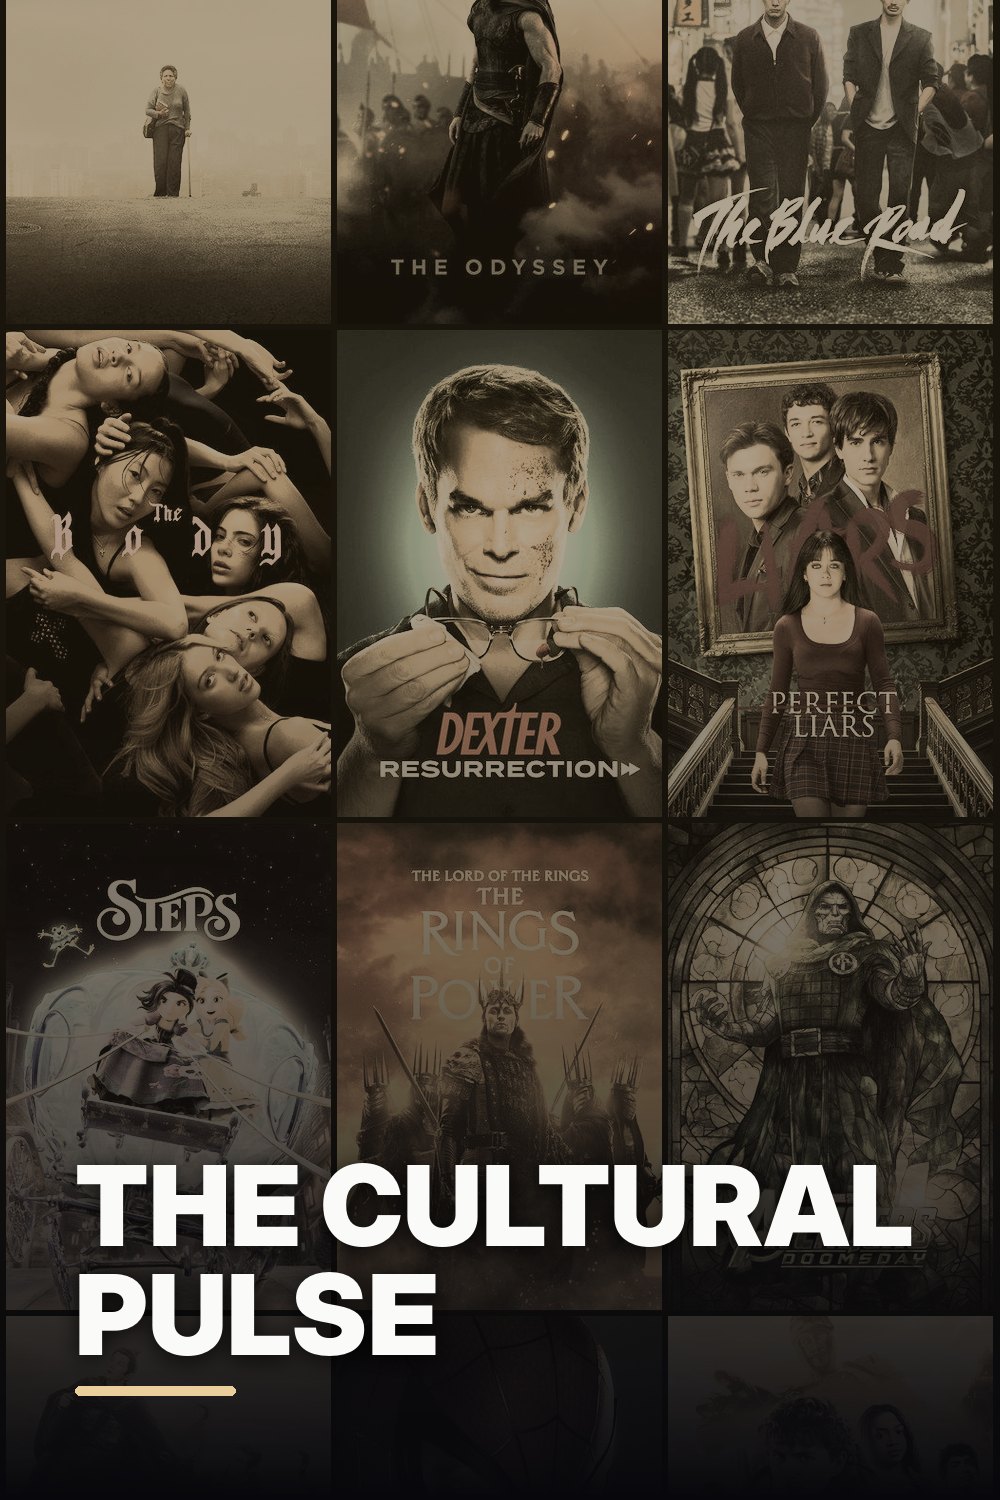 THE ODYSSEY
The Blue Road
The
Body
LIARS
DEXTER
RESURRECTION
PERFECT
LIARS
STEPS
THE LORD OF THE RINGS
THE
RINGS
OF
POWER
DOOMSDAY
THE CULTURAL
PULSE